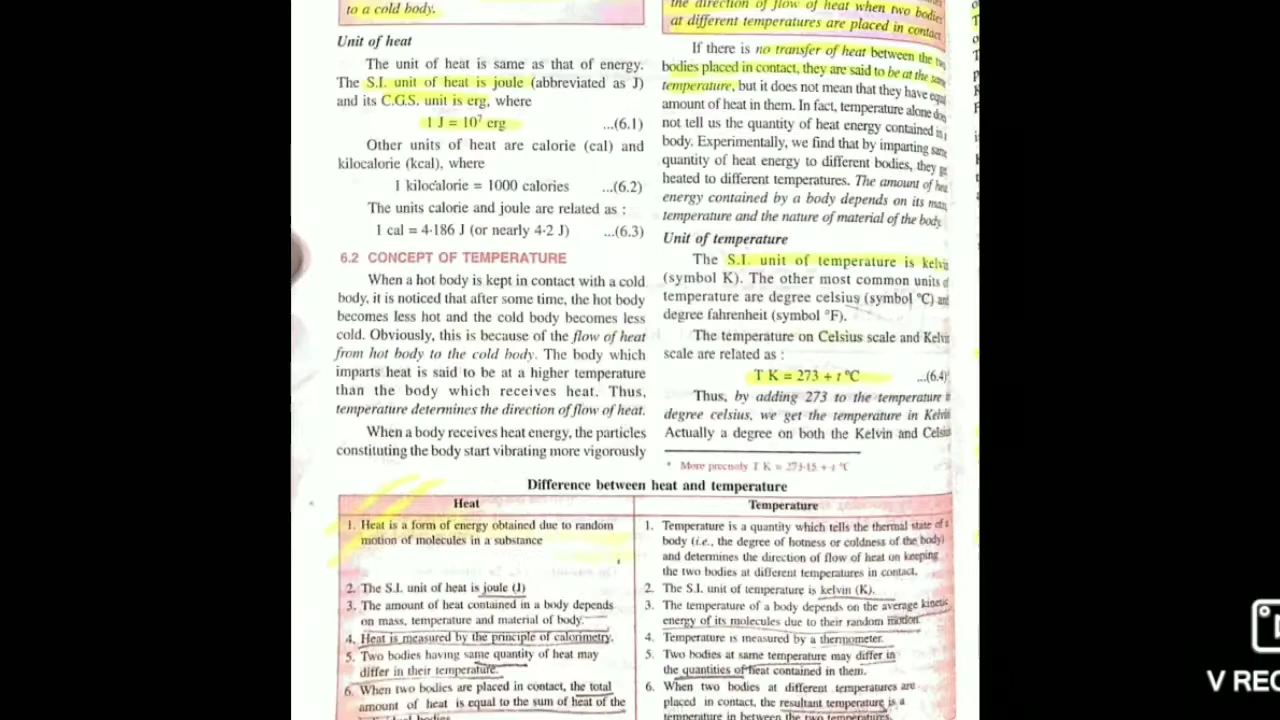 to a cold body.
Unit of heat
The unit of heat is same as that of energy.
The S.I. unit of heat is joule (abbreviated as J)
and its C.G.S. unit is erg, where
1 J = 10⁷ erg ...(6.1)
Other units of heat are calorie (cal) and
kilocalorie (kcal), where
1 kilocalorie = 1000 calories ...(6.2)
The units calorie and joule are related as :
1 cal = 4·186 J (or nearly 4·2 J) ...(6.3)
6.2 CONCEPT OF TEMPERATURE
When a hot body is kept in contact with a cold
body, it is noticed that after some time, the hot body
becomes less hot and the cold body becomes less
cold. Obviously, this is because of the flow of heat
from hot body to the cold body. The body which
imparts heat is said to be at a higher temperature
than the body which receives heat. Thus,
temperature determines the direction of flow of heat.
When a body receives heat energy, the particles
constituting the body start vibrating more vigorously
the direction of flow of heat when two bodies
at different temperatures are placed in contact.
If there is no transfer of heat between the two
bodies placed in contact, they are said to be at the same
temperature, but it does not mean that they have equal
amount of heat in them. In fact, temperature alone does
not tell us the quantity of heat energy contained in a
body. Experimentally, we find that by imparting same
quantity of heat energy to different bodies, they get
heated to different temperatures. The amount of heat
energy contained by a body depends on its mass,
temperature and the nature of material of the body.
Unit of temperature
The S.I. unit of temperature is kelvin
(symbol K). The other most common units of
temperature are degree celsius (symbol °C) and
degree fahrenheit (symbol °F).
The temperature on Celsius scale and Kelvin
scale are related as :
T K = 273 + t °C ...(6.4)*
Thus, by adding 273 to the temperature in
degree celsius, we get the temperature in Kelvin.
Actually a degree on both the Kelvin and Celsius
* More precisely T K = 273·15 + t °C
Difference between heat and temperature
Heat
1. Heat is a form of energy obtained due to random
motion of molecules in a substance
2. The S.I. unit of heat is joule (J)
3. The amount of heat contained in a body depends
on mass, temperature and material of body.
4. Heat is measured by the principle of calorimetry.
5. Two bodies having same quantity of heat may
differ in their temperature.
6. When two bodies are placed in contact, the total
amount of heat is equal to the sum of heat of the
Temperature
1. Temperature is a quantity which tells the thermal state of a
body (i.e., the degree of hotness or coldness of the body)
and determines the direction of flow of heat on keeping
the two bodies at different temperatures in contact.
2. The S.I. unit of temperature is kelvin (K).
3. The temperature of a body depends on the average kinetic
energy of its molecules due to their random motion.
4. Temperature is measured by a thermometer.
5. Two bodies at same temperature may differ in
the quantities of heat contained in them.
6. When two bodies at different temperatures are
placed in contact, the resultant temperature is a
temperature in between the two temperatures.
V REC